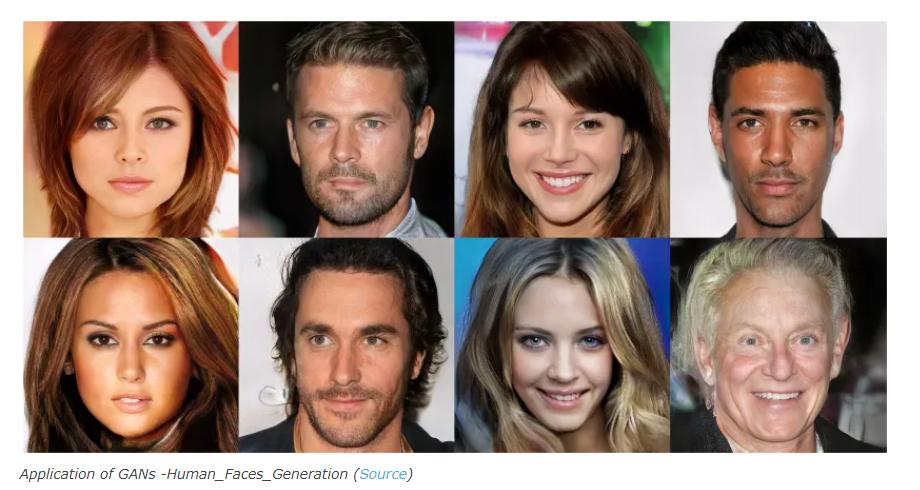 Application of GANs -Human_Faces_Generation (Source)